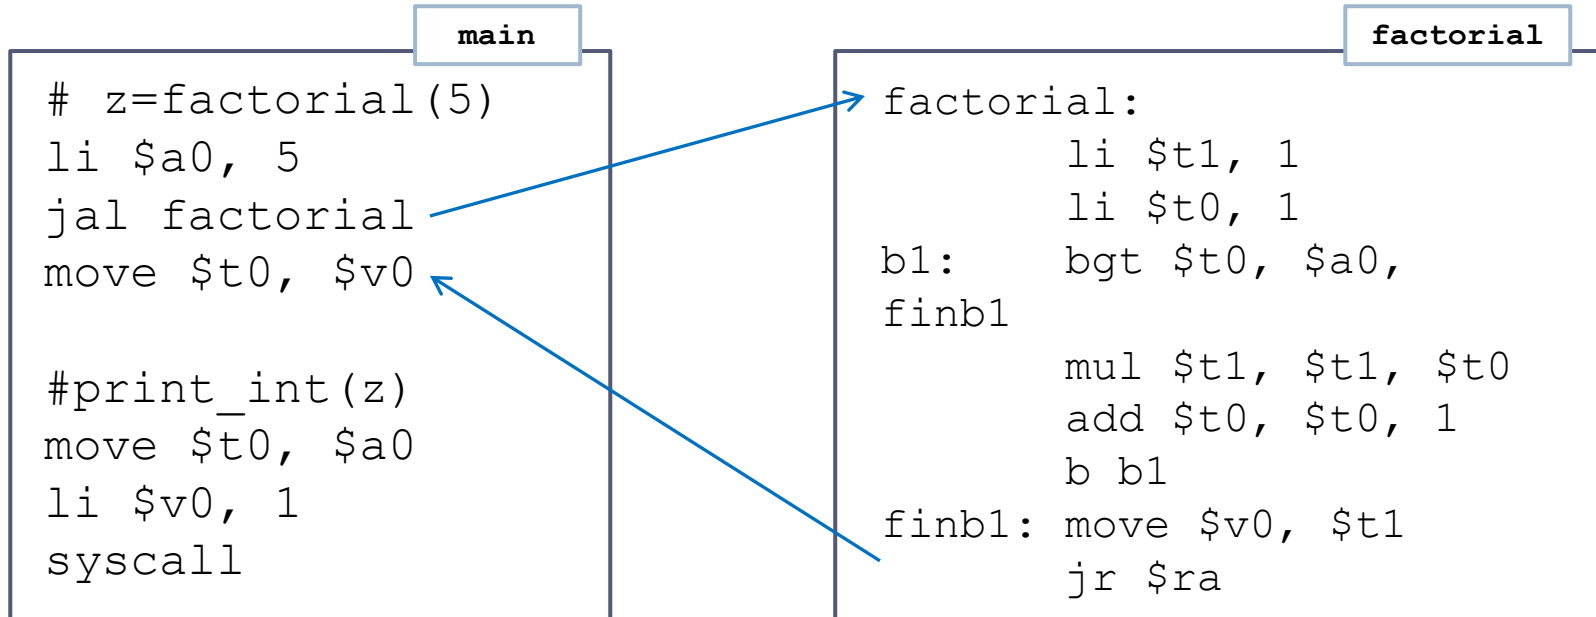 main
# z=factorial(5)
li $a0, 5
jal factorial
move $t0, $v0
#print_int(z)
move $t0, $a0
li $v0, 1
syscall
factorial
factorial:
li $t1, 1
li $t0, 1
b1: bgt $t0, $a0,
finb1
mul $t1, $t1, $t0
add $t0, $t0, 1
b b1
finb1: move $v0, $t1
jr $ra